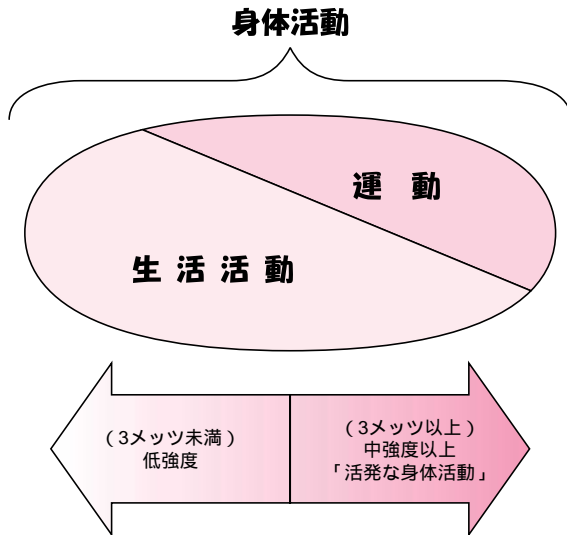 身体活動
運 動
生 活 活 動
(3メッツ未満)
低強度
(3メッツ以上)
中強度以上
「活発な身体活動」